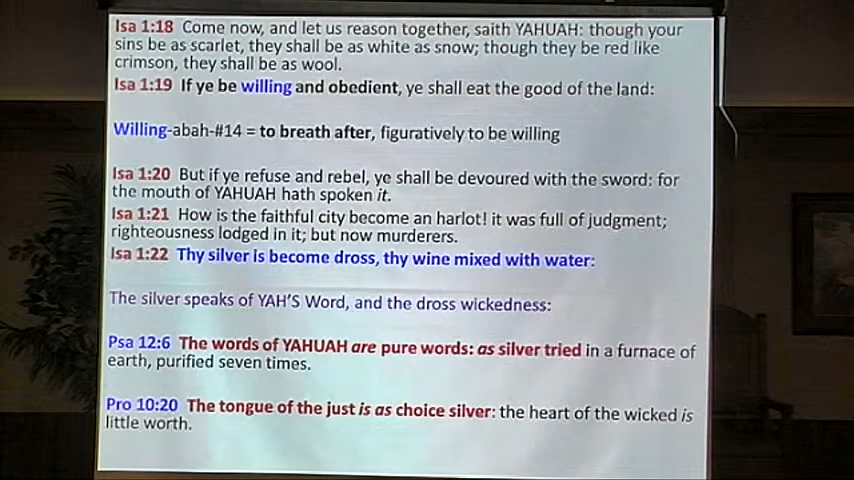 Isa 1:18 Come now, and let us reason together, saith YAHUAH: though your
sins be as scarlet, they shall be as white as snow; though they be red like
crimson, they shall be as wool.
Isa 1:19 If ye be willing and obedient, ye shall eat the good of the land:
Willing-abah-#14 = to breath after, figuratively to be willing
Isa 1:20 But if ye refuse and rebel, ye shall be devoured with the sword: for
the mouth of YAHUAH hath spoken it.
Isa 1:21 How is the faithful city become an harlot! it was full of judgment;
righteousness lodged in it; but now murderers.
Isa 1:22 Thy silver is become dross, thy wine mixed with water:
The silver speaks of YAH'S Word, and the dross wickedness:
Psa 12:6 The words of YAHUAH are pure words: as silver tried in a furnace of
earth, purified seven times.
Pro 10:20 The tongue of the just is as choice silver: the heart of the wicked is
little worth.